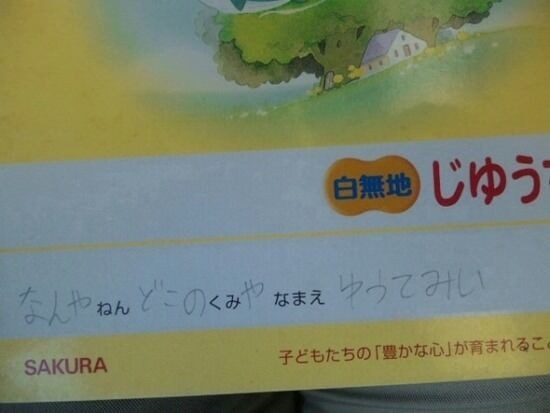 白無地 じゆう
なんやねん どこのくみや なまえ ゆうてみい
SAKURA 子どもたちの「豊かな心」が育まれるこ